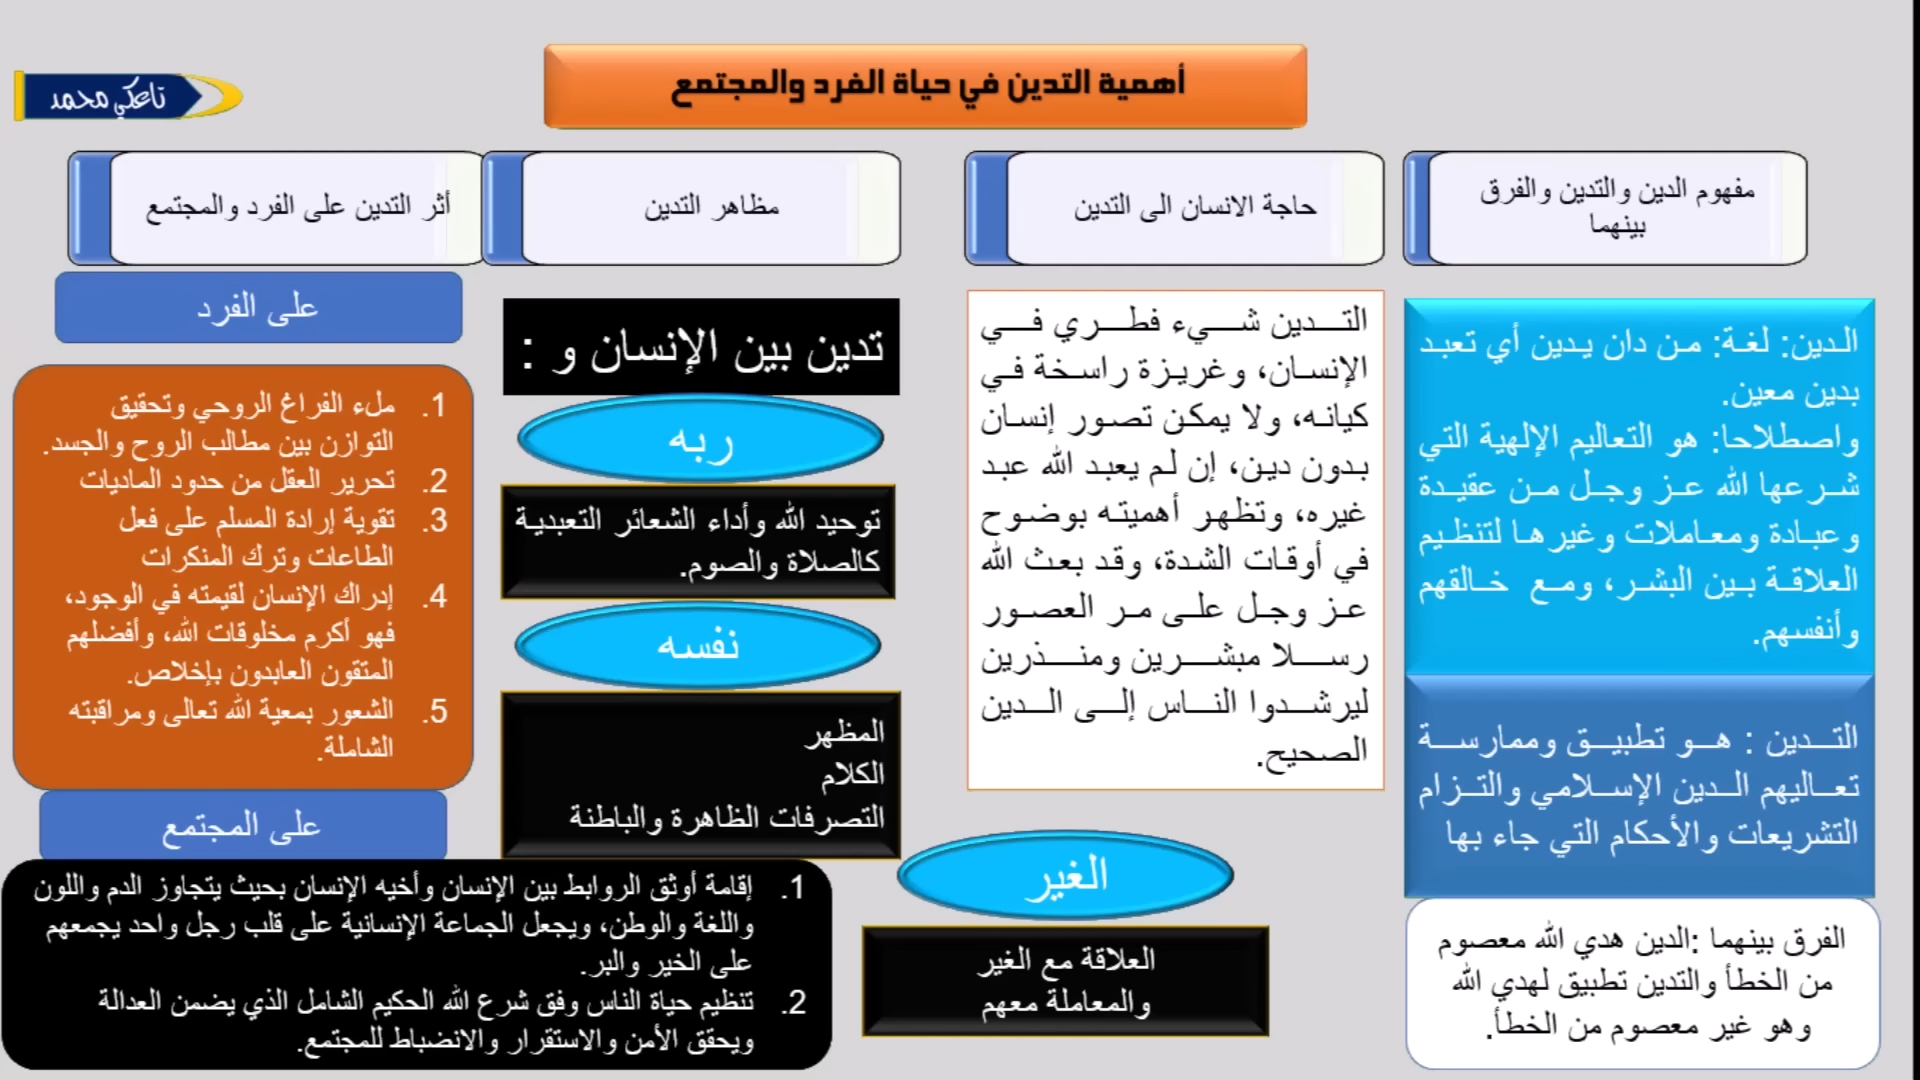 أهمية التدين في حياة الفرد والمجتمع
تاعكي محمد
مفهوم الدين والتدين والفرق
بينهما
الدين: لغة: من دان يدين أي تعبد
بدين معين.
واصطلاحا: هو التعاليم الإلهية التي
شرعها الله عز وجل من عقيدة
وعبادة ومعاملات وغيرها لتنظيم
العلاقة بين البشر، ومع خالقهم
وأنفسهم.
التدين : هو تطبيق وممارسة
تعاليهم الدين الإسلامي والتزام
التشريعات والأحكام التي جاء بها
الفرق بينهما :الدين هدي الله معصوم
من الخطأ والتدين تطبيق لهدي الله
وهو غير معصوم من الخطأ.
حاجة الانسان الى التدين
التدين شيء فطري في
الإنسان، وغريزة راسخة في
كيانه، ولا يمكن تصور إنسان
بدون دين، إن لم يعبد الله عبد
غيره، وتظهر أهميته بوضوح
في أوقات الشدة، وقد بعث الله
عز وجل على مر العصور
رسلا مبشرين ومنذرين
ليرشدوا الناس إلى الدين
الصحيح.
مظاهر التدين
تدين بين الإنسان و :
ربه
توحيد الله وأداء الشعائر التعبدية
كالصلاة والصوم.
نفسه
المظهر
الكلام
التصرفات الظاهرة والباطنة
الغير
العلاقة مع الغير
والمعاملة معهم
أثر التدين على الفرد والمجتمع
على الفرد
1. ملء الفراغ الروحي وتحقيق
التوازن بين مطالب الروح والجسد.
2. تحرير العقل من حدود الماديات
3. تقوية إرادة المسلم على فعل
الطاعات وترك المنكرات
4. إدراك الإنسان لقيمته في الوجود،
فهو أكرم مخلوقات الله، وأفضلهم
المتقون العابدون بإخلاص.
5. الشعور بمعية الله تعالى ومراقبته
الشاملة.
على المجتمع
1. إقامة أوثق الروابط بين الإنسان وأخيه الإنسان بحيث يتجاوز الدم واللون
واللغة والوطن، ويجعل الجماعة الإنسانية على قلب رجل واحد يجمعهم
على الخير والبر.
2. تنظيم حياة الناس وفق شرع الله الحكيم الشامل الذي يضمن العدالة
ويحقق الأمن والاستقرار والانضباط للمجتمع.